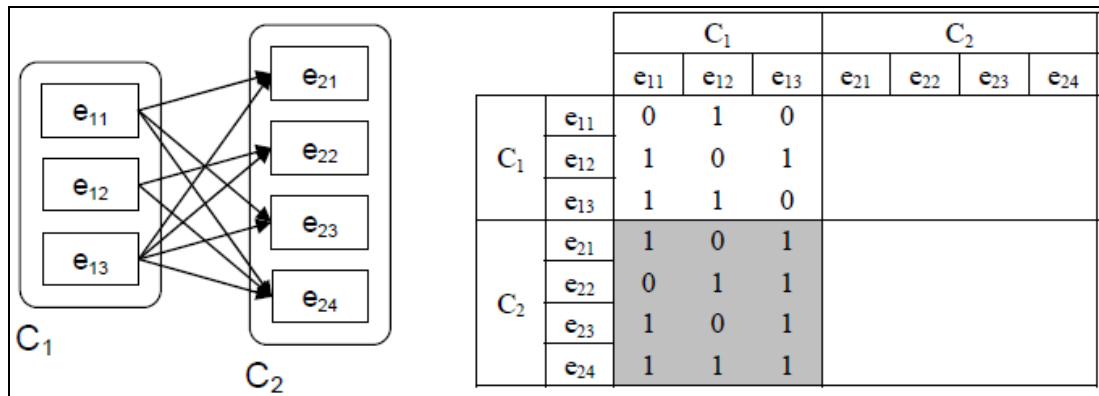 e11
e12
e13
C1
e21
e22
e23
e24
C2
C1 C2
e11 e12 e13 e21 e22 e23 e24
C1 e11 0 1 0
e12 1 0 1
e13 1 1 0
C2 e21 1 0 1
e22 0 1 1
e23 1 0 1
e24 1 1 1